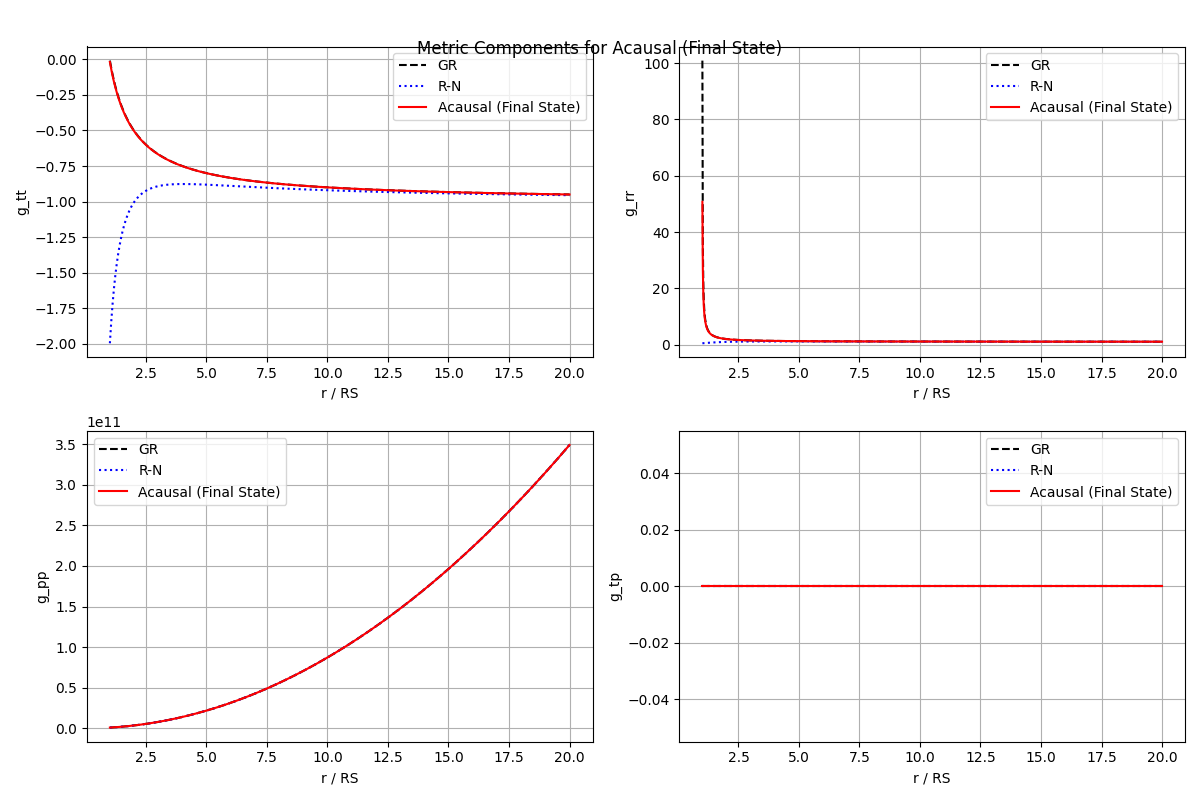 Metric Components for Acausal (Final State)
0.00
−0.25
−0.50
−0.75
−1.00
−1.25
−1.50
−1.75
−2.00
g_tt
GR
R-N
Acausal (Final State)
2.5 5.0 7.5 10.0 12.5 15.0 17.5 20.0
r / RS
100
80
60
40
20
0
g_rr
GR
R-N
Acausal (Final State)
2.5 5.0 7.5 10.0 12.5 15.0 17.5 20.0
r / RS
1e11
3.5
3.0
2.5
2.0
1.5
1.0
0.5
0.0
g_pp
GR
R-N
Acausal (Final State)
2.5 5.0 7.5 10.0 12.5 15.0 17.5 20.0
r / RS
0.04
0.02
0.00
−0.02
−0.04
g_tp
GR
R-N
Acausal (Final State)
2.5 5.0 7.5 10.0 12.5 15.0 17.5 20.0
r / RS